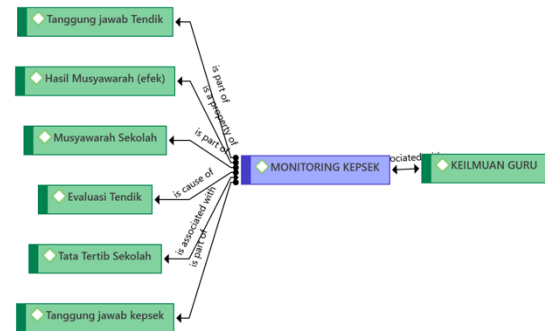 Tanggung jawab Tendik
Hasil Musyawarah (efek)
Musyawarah Sekolah
Evaluasi Tendik
Tata Tertib Sekolah
Tanggung jawab kepsek
is part of
is a property of
is part of
is cause of
is associated with
is part of
MONITORING KEPSEK
KEILMUAN GURU